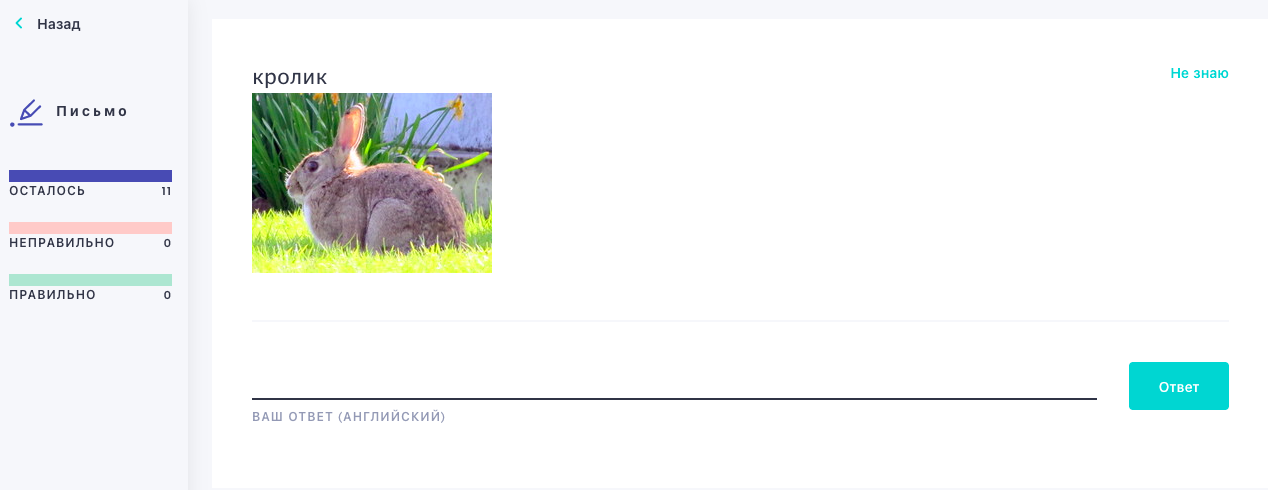 Назад
Письмо
ОСТАЛОСЬ 11
НЕПРАВИЛЬНО 0
ПРАВИЛЬНО 0
кролик
Не знаю
Ответ
ВАШ ОТВЕТ (АНГЛИЙСКИЙ)